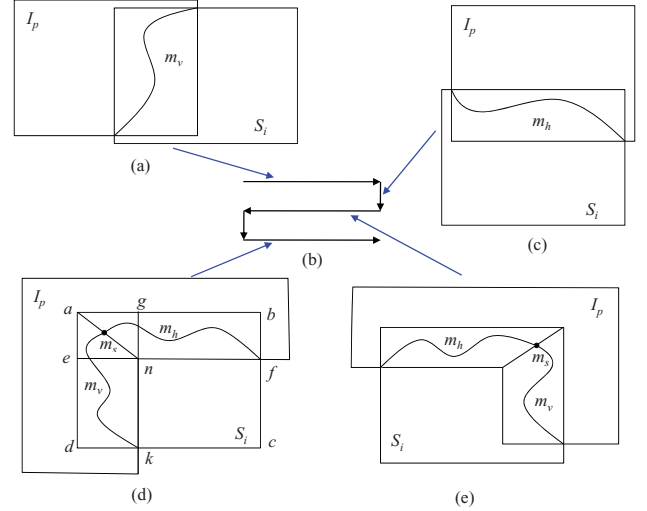 I_p
m_v
S_i
(a)
I_p
m_h
S_i
(c)
(b)
I_p
a
g
b
m_h
m_s
e
n
f
m_v
S_i
d
k
c
(d)
I_p
m_h
m_s
m_v
S_i
(e)